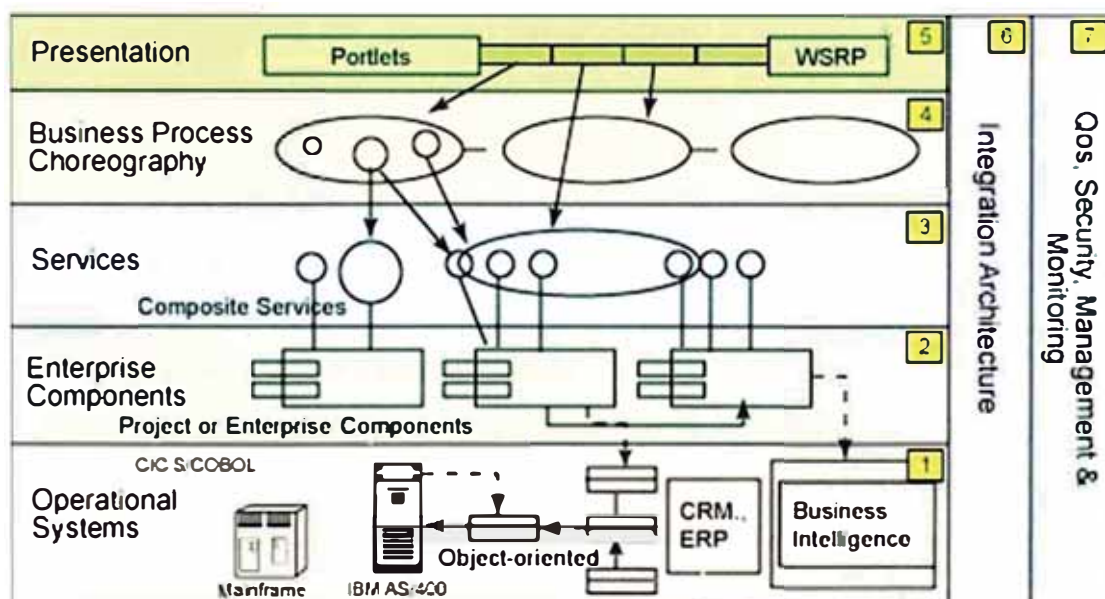 Presentation
Portlets
WSRP
5
Business Process
Choreography
4
Services
3
Composite Services
Enterprise
Components
2
Project or Enterprise Components
CICS/COBOL
1
Operational
Systems
CRM.,
ERP
Business
Intelligence
Object-oriented
Mainframe
IBM AS/400
6
Integration Architecture
7
Qos, Security, Management &
Monitoring